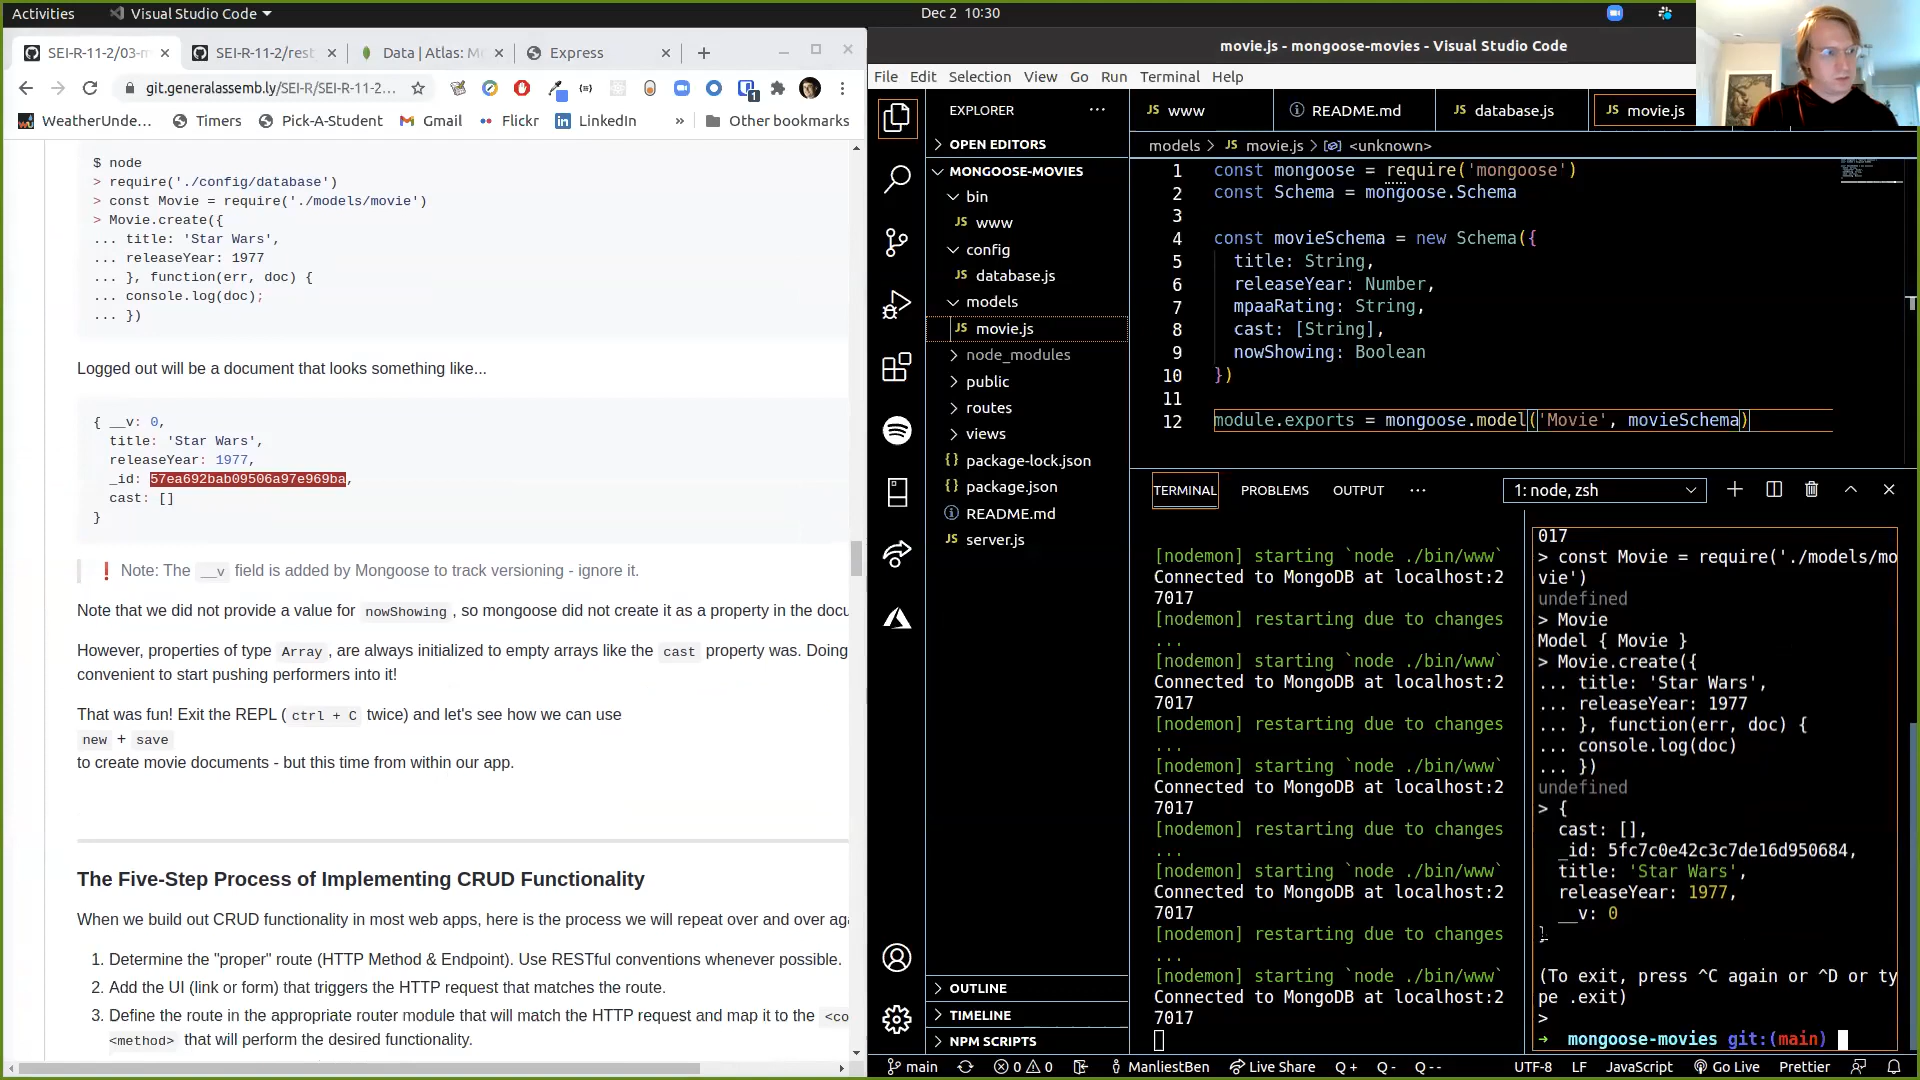 Activities
Visual Studio Code
Dec 2 10:30
SEI-R-11-2/03-m
SEI-R-11-2/rest
Data | Atlas: Mo
Express
git.generalassemb.ly/SEI-R/SEI-R-11-2...
1
WeatherUnde...
Timers
Pick-A-Student
Gmail
Flickr
LinkedIn
»
Other bookmarks
$ node
> require('./config/database')
> const Movie = require('./models/movie')
> Movie.create({
... title: 'Star Wars',
... releaseYear: 1977
... }, function(err, doc) {
... console.log(doc);
... })
Logged out will be a document that looks something like...
{ __v: 0,
title: 'Star Wars',
releaseYear: 1977,
_id: 57ea692bab09506a97e969ba,
cast: []
}
❗ Note: The __v field is added by Mongoose to track versioning - ignore it.
Note that we did not provide a value for nowShowing , so mongoose did not create it as a property in the docu
However, properties of type Array , are always initialized to empty arrays like the cast property was. Doing
convenient to start pushing performers into it!
That was fun! Exit the REPL ( ctrl + C twice) and let's see how we can use
new + save
to create movie documents - but this time from within our app.
The Five-Step Process of Implementing CRUD Functionality
When we build out CRUD functionality in most web apps, here is the process we will repeat over and over aga
1. Determine the "proper" route (HTTP Method & Endpoint). Use RESTful conventions whenever possible.
2. Add the UI (link or form) that triggers the HTTP request that matches the route.
3. Define the route in the appropriate router module that will match the HTTP request and map it to the <co
<method> that will perform the desired functionality.
movie.js - mongoose-movies - Visual Studio Code
File Edit Selection View Go Run Terminal Help
EXPLORER
OPEN EDITORS
MONGOOSE-MOVIES
bin
JS www
config
JS database.js
models
JS movie.js
node_modules
public
routes
views
{} package-lock.json
{} package.json
README.md
JS server.js
OUTLINE
TIMELINE
NPM SCRIPTS
JS www
README.md
JS database.js
JS movie.js
models > JS movie.js > <unknown>
1 const mongoose = require('mongoose')
2 const Schema = mongoose.Schema
3
4 const movieSchema = new Schema({
5 title: String,
6 releaseYear: Number,
7 mpaaRating: String,
8 cast: [String],
9 nowShowing: Boolean
10 })
11
12 module.exports = mongoose.model('Movie', movieSchema)
TERMINAL PROBLEMS OUTPUT ...
1: node, zsh
[nodemon] starting `node ./bin/www`
Connected to MongoDB at localhost:2
7017
[nodemon] restarting due to changes
...
[nodemon] starting `node ./bin/www`
Connected to MongoDB at localhost:2
7017
[nodemon] restarting due to changes
...
[nodemon] starting `node ./bin/www`
Connected to MongoDB at localhost:2
7017
[nodemon] restarting due to changes
...
[nodemon] starting `node ./bin/www`
Connected to MongoDB at localhost:2
7017
[nodemon] restarting due to changes
...
[nodemon] starting `node ./bin/www`
Connected to MongoDB at localhost:2
7017
017
> const Movie = require('./models/mo
vie')
undefined
> Movie
Model { Movie }
> Movie.create({
... title: 'Star Wars',
... releaseYear: 1977
... }, function(err, doc) {
... console.log(doc)
... })
undefined
> {
cast: [],
_id: 5fc7c0e42c3c7de16d950684,
title: 'Star Wars',
releaseYear: 1977,
__v: 0
}
(To exit, press ^C again or ^D or ty
pe .exit)
>
→ mongoose-movies git:(main)
main
0 0
ManliestBen
Live Share
Q + Q - Q --
UTF-8
LF
JavaScript
Go Live
Prettier